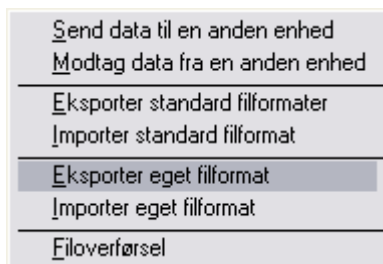 Send data til en anden enhed
Modtag data fra en anden enhed
Eksporter standard filformater
Importer standard filformat
Eksporter eget filformat
Importer eget filformat
Filoverførsel